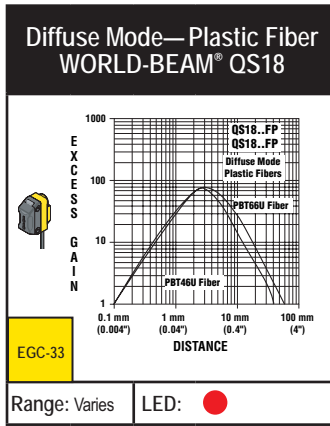 Diffuse Mode—Plastic Fiber
WORLD-BEAM® QS18
EXCESS GAIN
1000
100
10
1
QS18..FP
QS18..FP
Diffuse Mode
Plastic Fibers
PBT66U Fiber
PBT46U Fiber
0.1 mm 1 mm 10 mm 100 mm
(0.004") (0.04") (0.4") (4")
DISTANCE
EGC-33
Range: Varies LED: